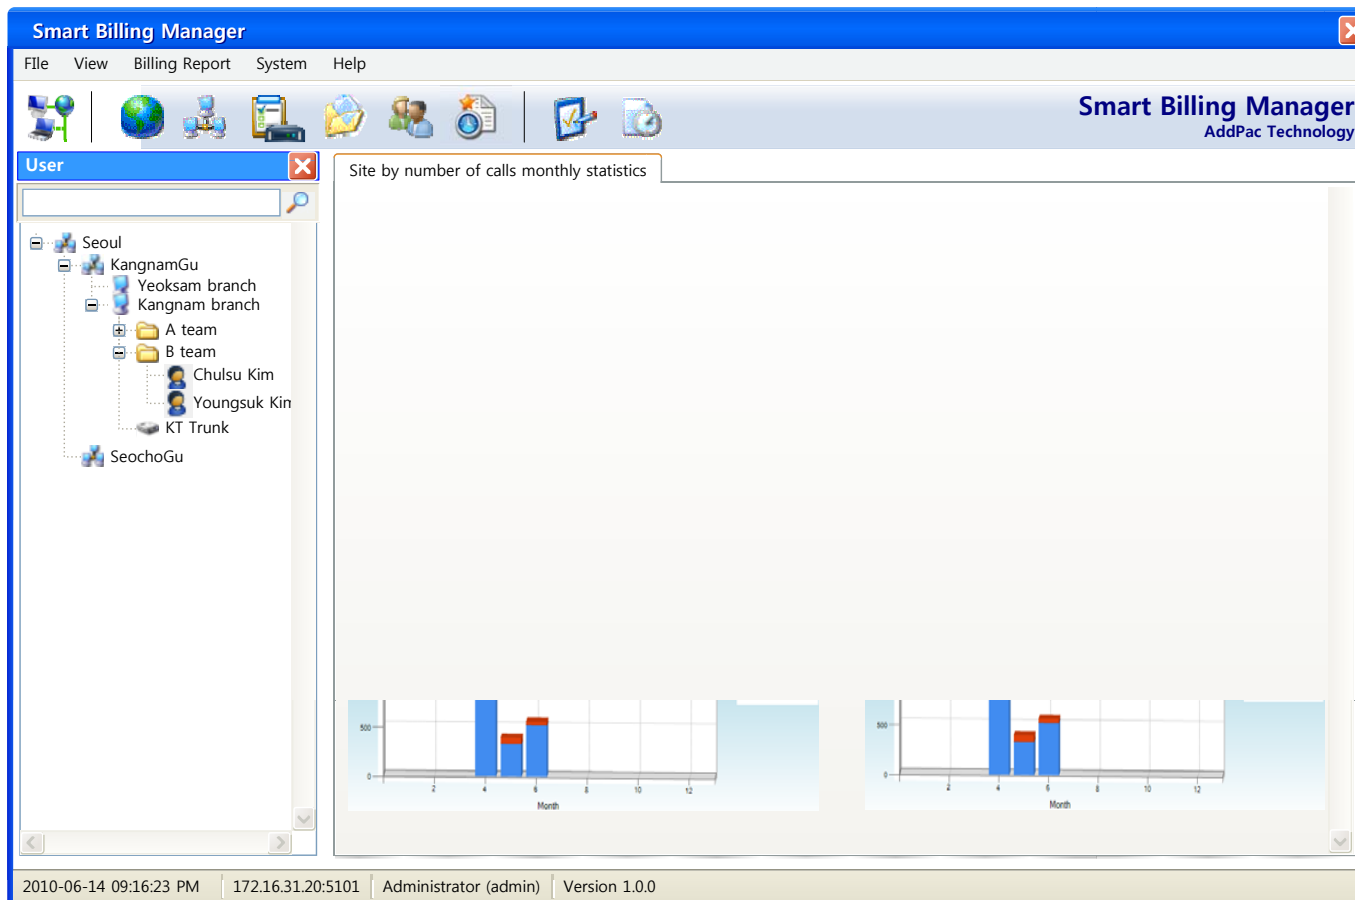 Smart Billing Manager
FIle View Billing Report System Help
Smart Billing Manager
AddPac Technology
User
Site by number of calls monthly statistics
Seoul
KangnamGu
Yeoksam branch
Kangnam branch
A team
B team
Chulsu Kim
Youngsuk Kim
KT Trunk
SeochoGu
500
0
2 4 6 8 10 12
Month
500
0
2 4 6 8 10 12
Month
2010-06-14 09:16:23 PM 172.16.31.20:5101 Administrator (admin) Version 1.0.0